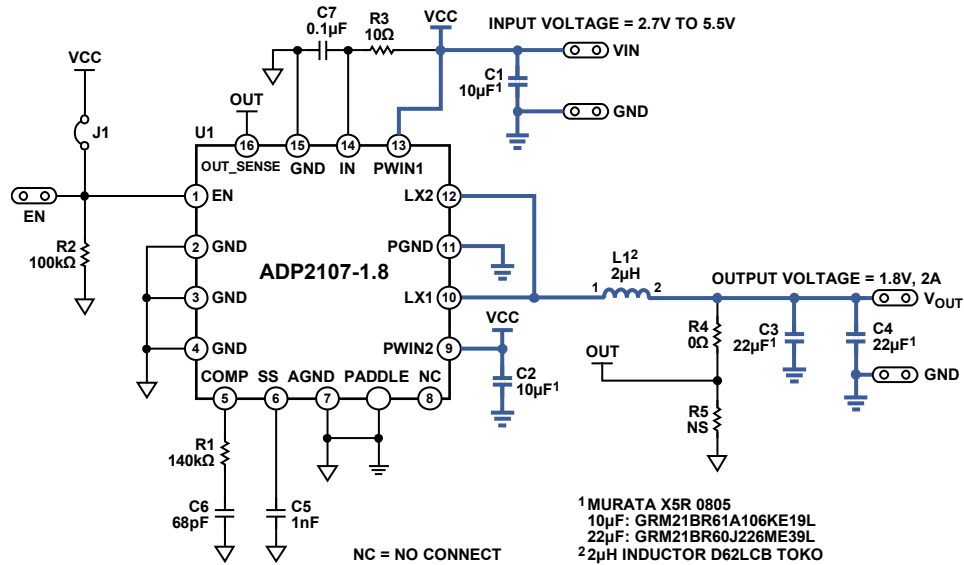 C7
0.1µF
R3
10Ω
VCC
INPUT VOLTAGE = 2.7V TO 5.5V
VIN
C1
10µF1
GND
VCC
J1
OUT
U1
16
15
14
13
OUT_SENSE
GND
IN
PWIN1
EN
1
EN
R2
100kΩ
2
GND
3
GND
4
GND
ADP2107-1.8
LX2
12
PGND
11
LX1
10
PWIN2
9
VCC
C2
10µF1
L12
2µH
1
2
OUTPUT VOLTAGE = 1.8V, 2A
VOUT
R4
0Ω
C3
22µF1
C4
22µF1
GND
OUT
R5
NS
COMP
SS
AGND
PADDLE
NC
5
6
7
8
R1
140kΩ
C6
68pF
C5
1nF
NC = NO CONNECT
1 MURATA X5R 0805
10µF: GRM21BR61A106KE19L
22µF: GRM21BR60J226ME39L
2 2µH INDUCTOR D62LCB TOKO